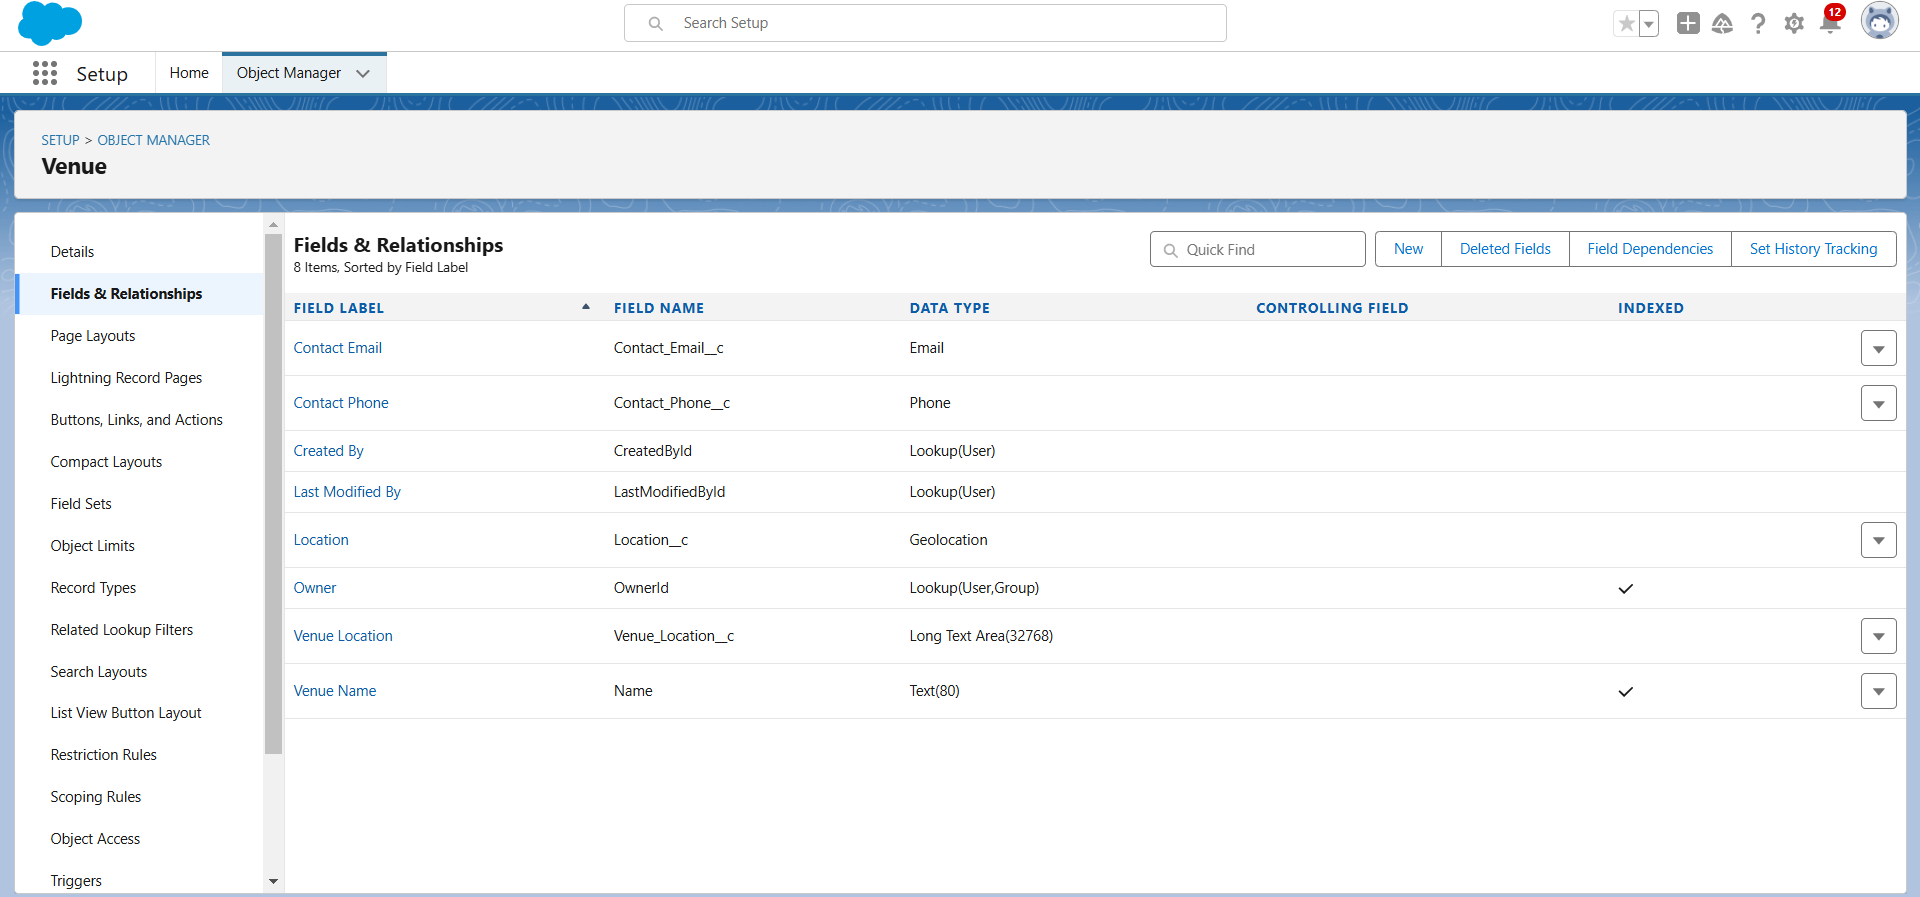 Search Setup
12
Setup
Home
Object Manager
SETUP > OBJECT MANAGER
Venue
Details
Fields & Relationships
Page Layouts
Lightning Record Pages
Buttons, Links, and Actions
Compact Layouts
Field Sets
Object Limits
Record Types
Related Lookup Filters
Search Layouts
List View Button Layout
Restriction Rules
Scoping Rules
Object Access
Triggers
Fields & Relationships
8 Items, Sorted by Field Label
Quick Find
New
Deleted Fields
Field Dependencies
Set History Tracking
FIELD LABEL FIELD NAME DATA TYPE CONTROLLING FIELD INDEXED
Contact Email Contact_Email__c Email
Contact Phone Contact_Phone__c Phone
Created By CreatedById Lookup(User)
Last Modified By LastModifiedById Lookup(User)
Location Location__c Geolocation
Owner OwnerId Lookup(User,Group)
Venue Location Venue_Location__c Long Text Area(32768)
Venue Name Name Text(80)